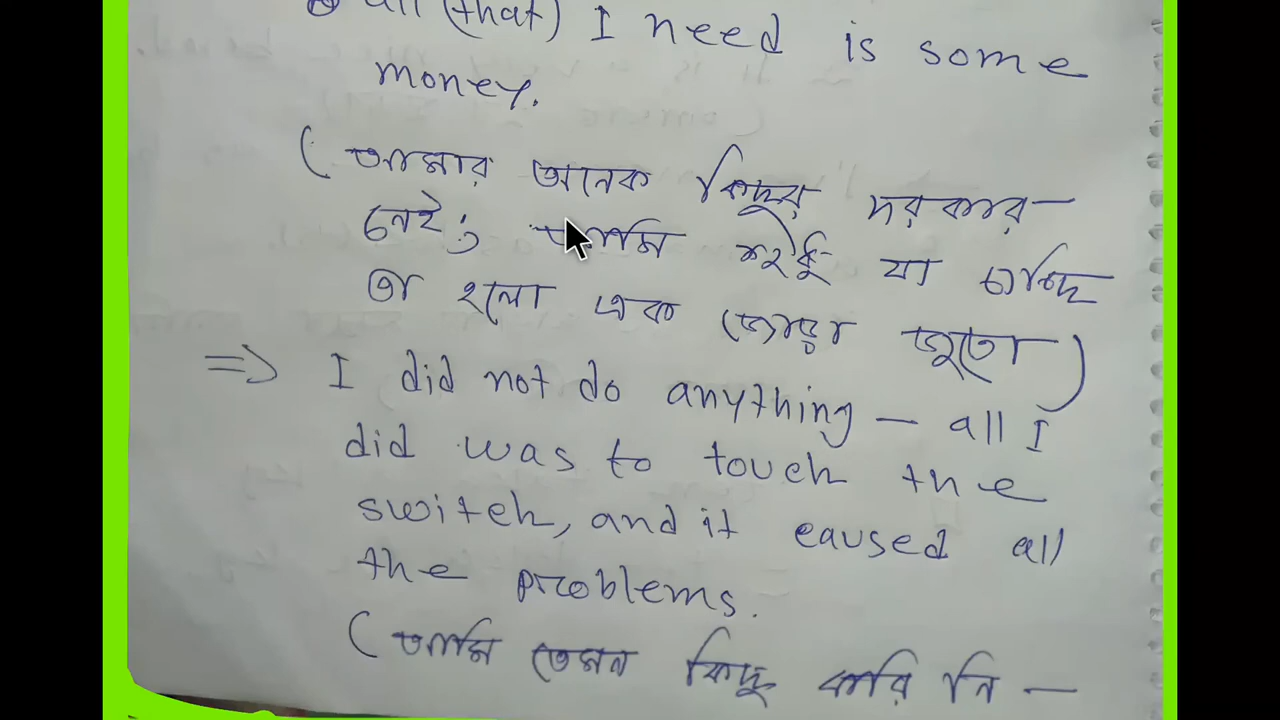 all (that) I need is some
money.
(আমার অনেক কিছুর দরকার
নেই; আমি শুধু যা চাচ্ছি
তা হলো এক জোড়া জুতো)
=> I did not do anything - all I
did was to touch the
switch, and it caused all
the problems.
(আমি তেমন কিছু করি নি -